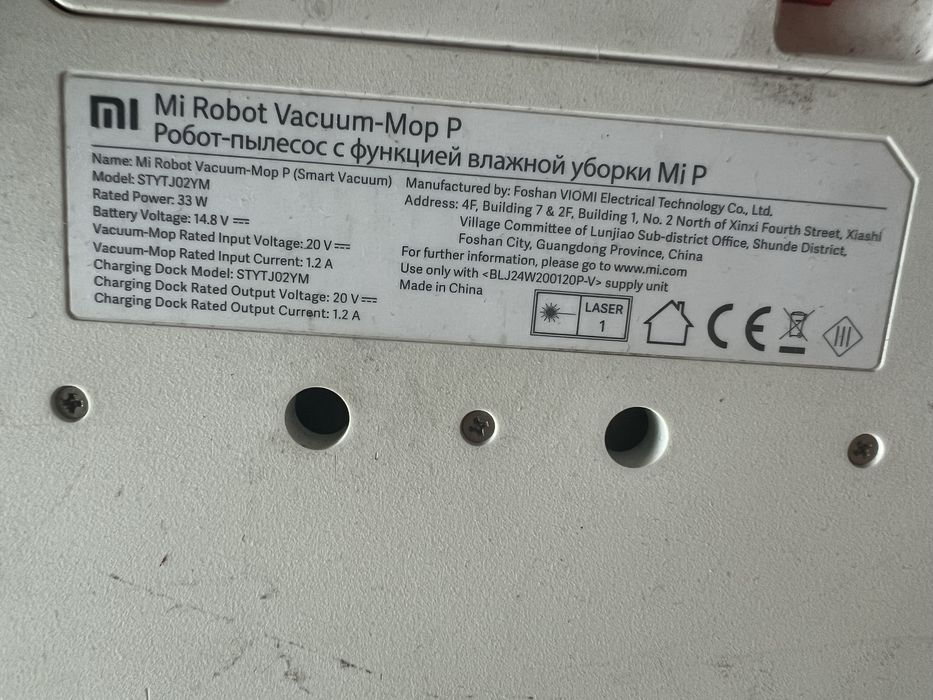 mi
Mi Robot Vacuum-Mop P
Робот-пылесос с функцией влажной уборки Mi P
Name: Mi Robot Vacuum-Mop P (Smart Vacuum)
Model: STYTJ02YM
Rated Power: 33 W
Battery Voltage: 14.8 V ⎓
Vacuum-Mop Rated Input Voltage: 20 V ⎓
Vacuum-Mop Rated Input Current: 1.2 A
Charging Dock Model: STYTJ02YM
Charging Dock Rated Output Voltage: 20 V ⎓
Charging Dock Rated Output Current: 1.2 A
Manufactured by: Foshan VIOMI Electrical Technology Co., Ltd.
Address: 4F, Building 7 & 2F, Building 1, No. 2 North of Xinxi Fourth Street, Xiashi
Village Committee of Lunjiao Sub-district Office, Shunde District,
Foshan City, Guangdong Province, China
For further information, please go to www.mi.com
Use only with <BLJ24W200120P-V> supply unit
Made in China
LASER
1
CE
III